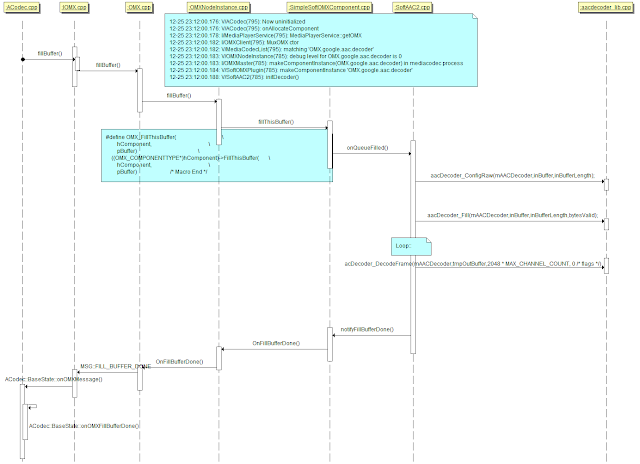 ACodec.cpp
IOMX.cpp
OMX.cpp
OMXNodeInstance.cpp
SimpleSoftOMXComponent.cpp
SoftAAC2.cpp
aacdecoder_lib.cpp
12-25 23:12:00.176: V/ACodec(795): Now uninitialized
12-25 23:12:00.176: V/ACodec(795): onAllocateComponent
12-25 23:12:00.178: I/MediaPlayerService(795): MediaPlayerService::getOMX
12-25 23:12:00.182: I/OMXClient(795): MuxOMX ctor
12-25 23:12:00.182: V/MediaCodecList(795): matching 'OMX.google.aac.decoder'
12-25 23:12:00.183: V/OMXNodeInstance(785): debug level for OMX.google.aac.decoder is 0
12-25 23:12:00.183: I/OMXMaster(785): makeComponentInstance(OMX.google.aac.decoder) in mediacodec process
12-25 23:12:00.184: V/SoftOMXPlugin(785): makeComponentInstance 'OMX.google.aac.decoder'
12-25 23:12:00.188: V/SoftAAC2(785): initDecoder()
fillBuffer()
fillBuffer()
fillBuffer()
fillThisBuffer()
#define OMX_FillThisBuffer( \
hComponent, \
pBuffer) \
((OMX_COMPONENTTYPE*)hComponent)->FillThisBuffer( \
hComponent, \
pBuffer) /* Macro End */
onQueueFilled()
aacDecoder_ConfigRaw(mAACDecoder,inBuffer,inBufferLength);
aacDecoder_Fill(mAACDecoder,inBuffer,inBufferLength,bytesValid);
Loop:
acDecoder_DecodeFrame(mAACDecoder,tmpOutBuffer,2048 * MAX_CHANNEL_COUNT, 0 /* flags */)
notifyFillBufferDone()
OnFillBufferDone()
OnFillBufferDone()
MSG::FILL_BUFFER_DONE
ACodec::BaseState::onOMXMessage()
ACodec::BaseState::onOMXFillBufferDone()